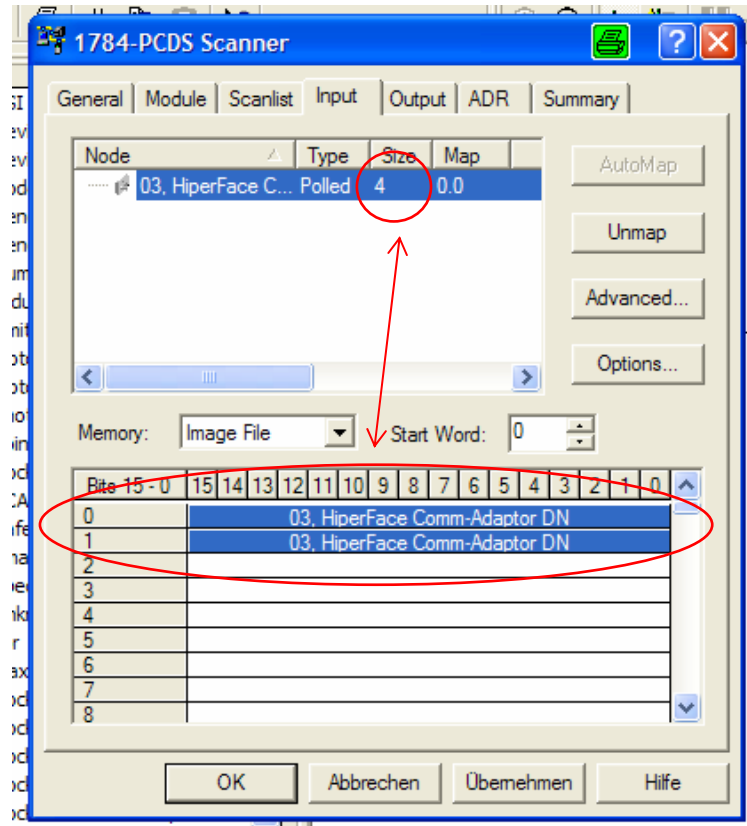 1784-PCDS Scanner
General Module Scanlist Input Output ADR Summary
Node Type Size Map
03, HiperFace C... Polled 4 0.0
AutoMap
Unmap
Advanced...
Options...
Memory: Image File Start Word: 0
Bits 15 - 0 15 14 13 12 11 10 9 8 7 6 5 4 3 2 1 0
0 03, HiperFace Comm-Adaptor DN
1 03, HiperFace Comm-Adaptor DN
2
3
4
5
6
7
8
OK Abbrechen Übernehmen Hilfe